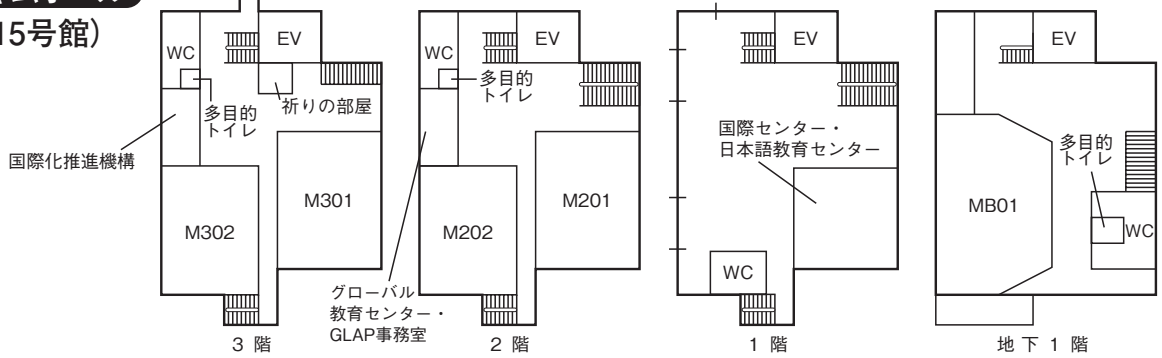 15号館)
WC
EV
多目的
トイレ
祈りの部屋
国際化推進機構
M301
M302
3 階
WC
EV
多目的
トイレ
M201
M202
グローバル
教育センター・
GLAP事務室
2 階
EV
国際センター・
日本語教育センター
WC
1 階
EV
多目的
トイレ
MB01
WC
地 下 1 階